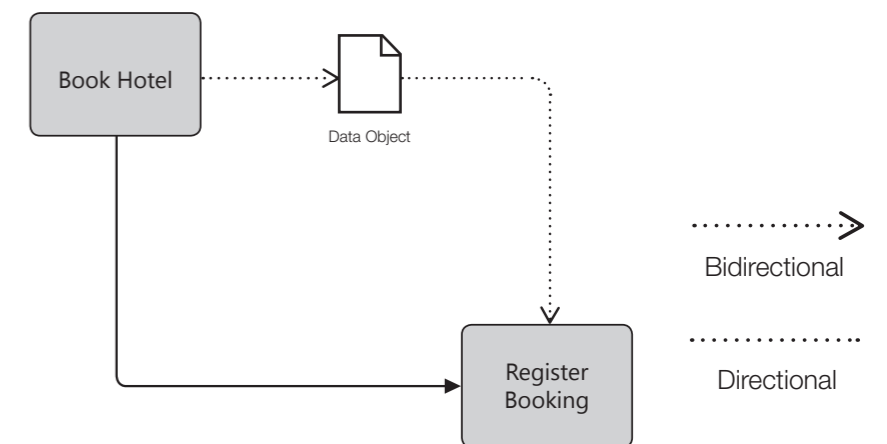 Book Hotel
Data Object
Bidirectional
Register
Booking
Directional